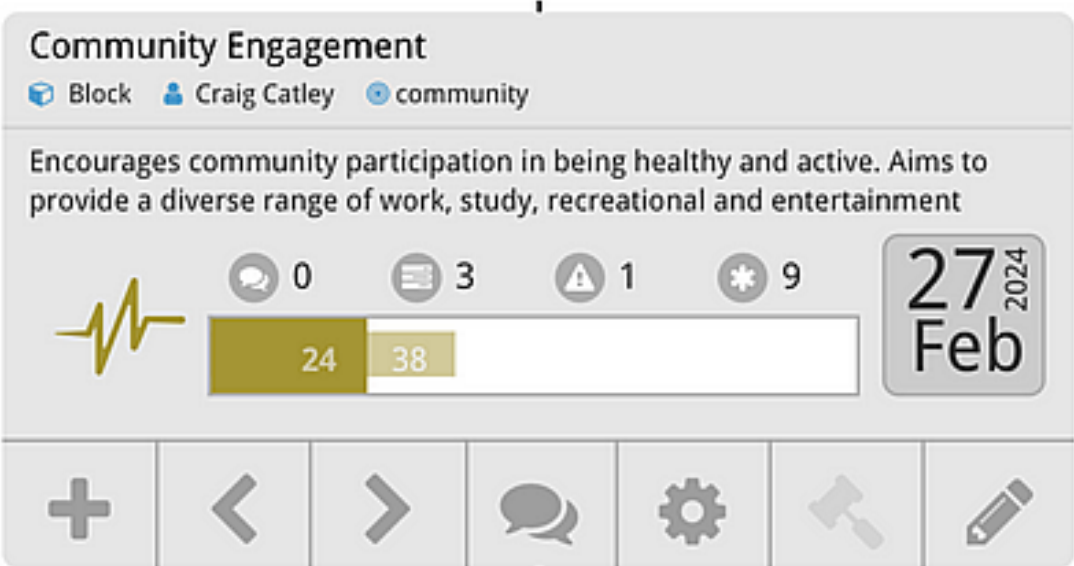 Community Engagement
Block Craig Catley community
Encourages community participation in being healthy and active. Aims to
provide a diverse range of work, study, recreational and entertainment
0 3 1 9
24 38
27 2024
Feb